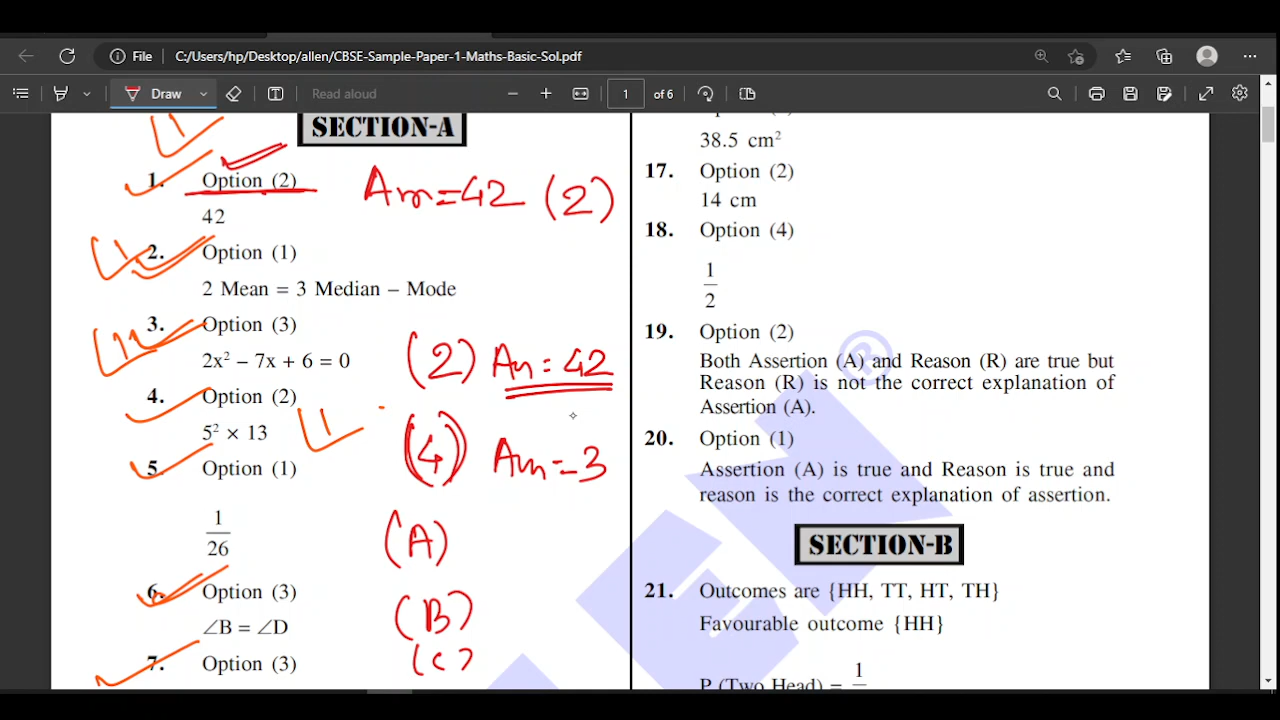 File C:/Users/hp/Desktop/allen/CBSE-Sample-Paper-1-Maths-Basic-Sol.pdf
Draw Read aloud 1 of 6
SECTION-A
1. Option (2) Am=42 (2)
42
2. Option (1)
2 Mean = 3 Median – Mode
3. Option (3)
2x² – 7x + 6 = 0 (2) An = 42
4. Option (2)
5² × 13 (4) Am=3
5. Option (1)
1
26
(A)
6. Option (3)
(B)
∠B = ∠D
7. Option (3) (C)
38.5 cm²
17. Option (2)
14 cm
18. Option (4)
1
2
19. Option (2)
Both Assertion (A) and Reason (R) are true but
Reason (R) is not the correct explanation of
Assertion (A).
20. Option (1)
Assertion (A) is true and Reason is true and
reason is the correct explanation of assertion.
SECTION-B
21. Outcomes are {HH, TT, HT, TH}
Favourable outcome {HH}
P (Two Head) = 1